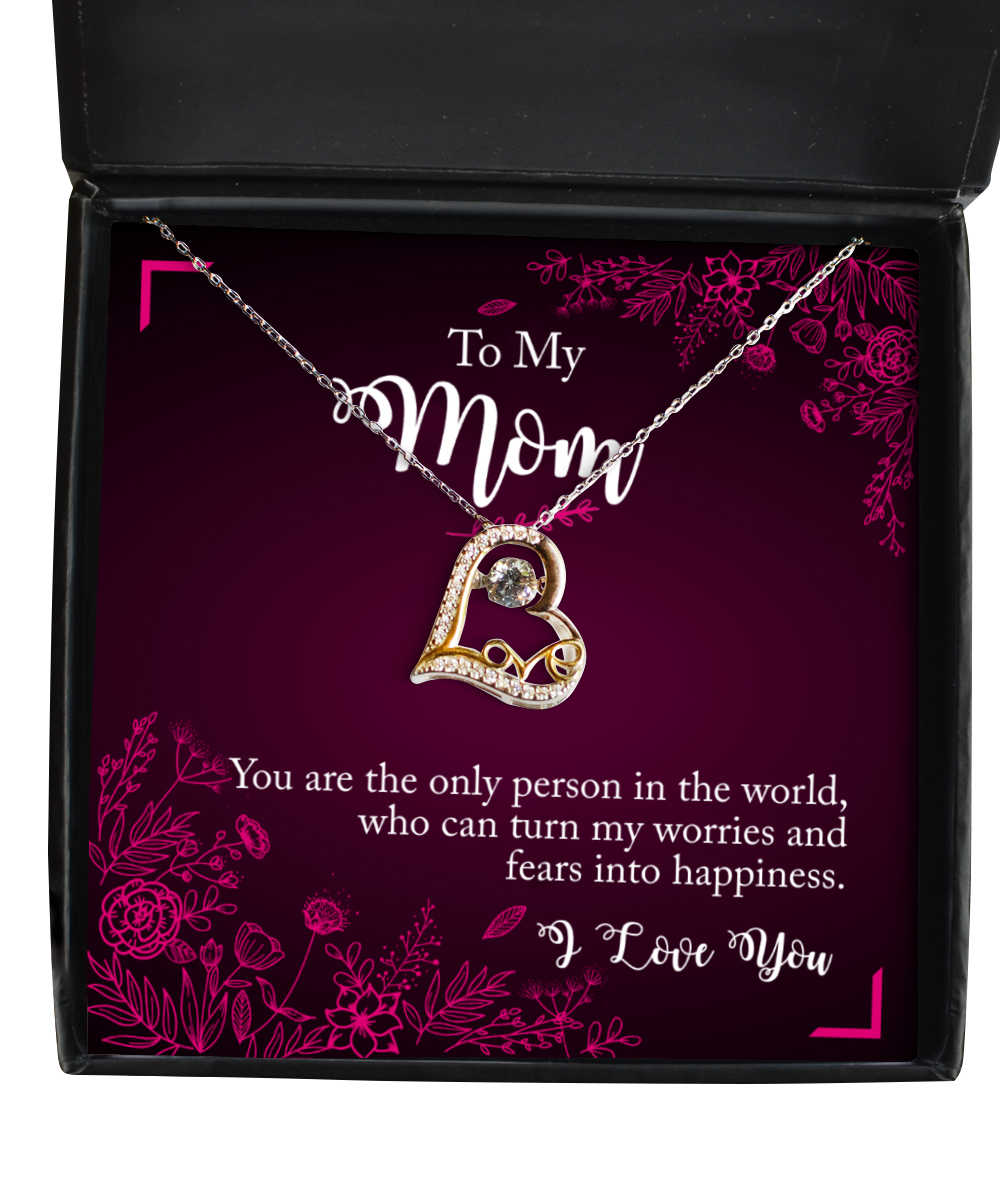 To My
Mom
Love
You are the only person in the world,
who can turn my worries and
fears into happiness.
I Love You